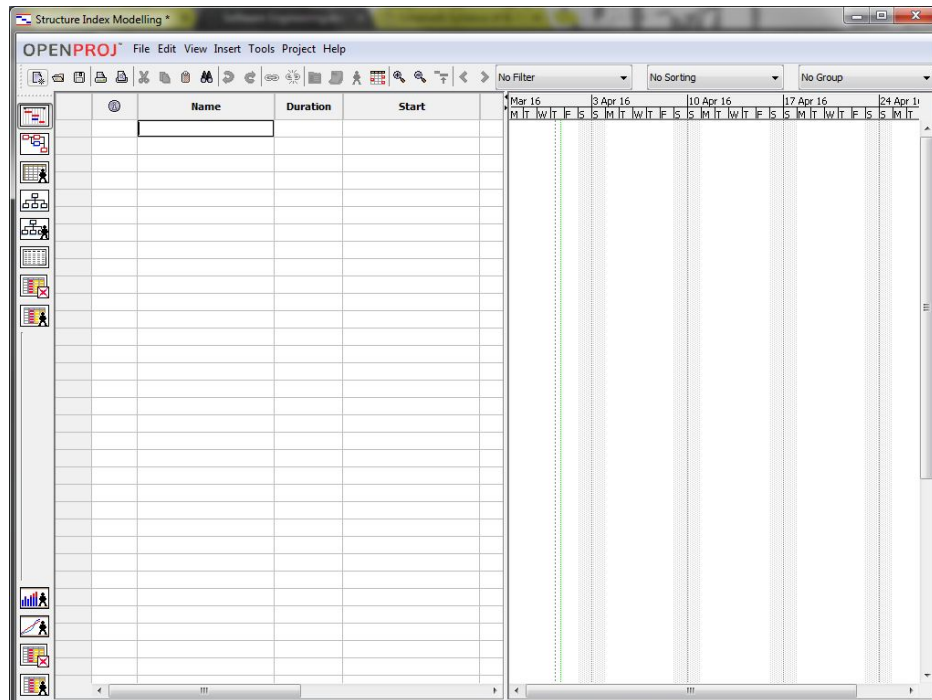 Structure Index Modelling *
OPENPROJ File Edit View Insert Tools Project Help
No Filter No Sorting No Group
Name Duration Start
Mar 16 3 Apr 16 10 Apr 16 17 Apr 16 24 Apr 1
M T W T F S S M T W T F S S M T W T F S S M T W T F S S M T